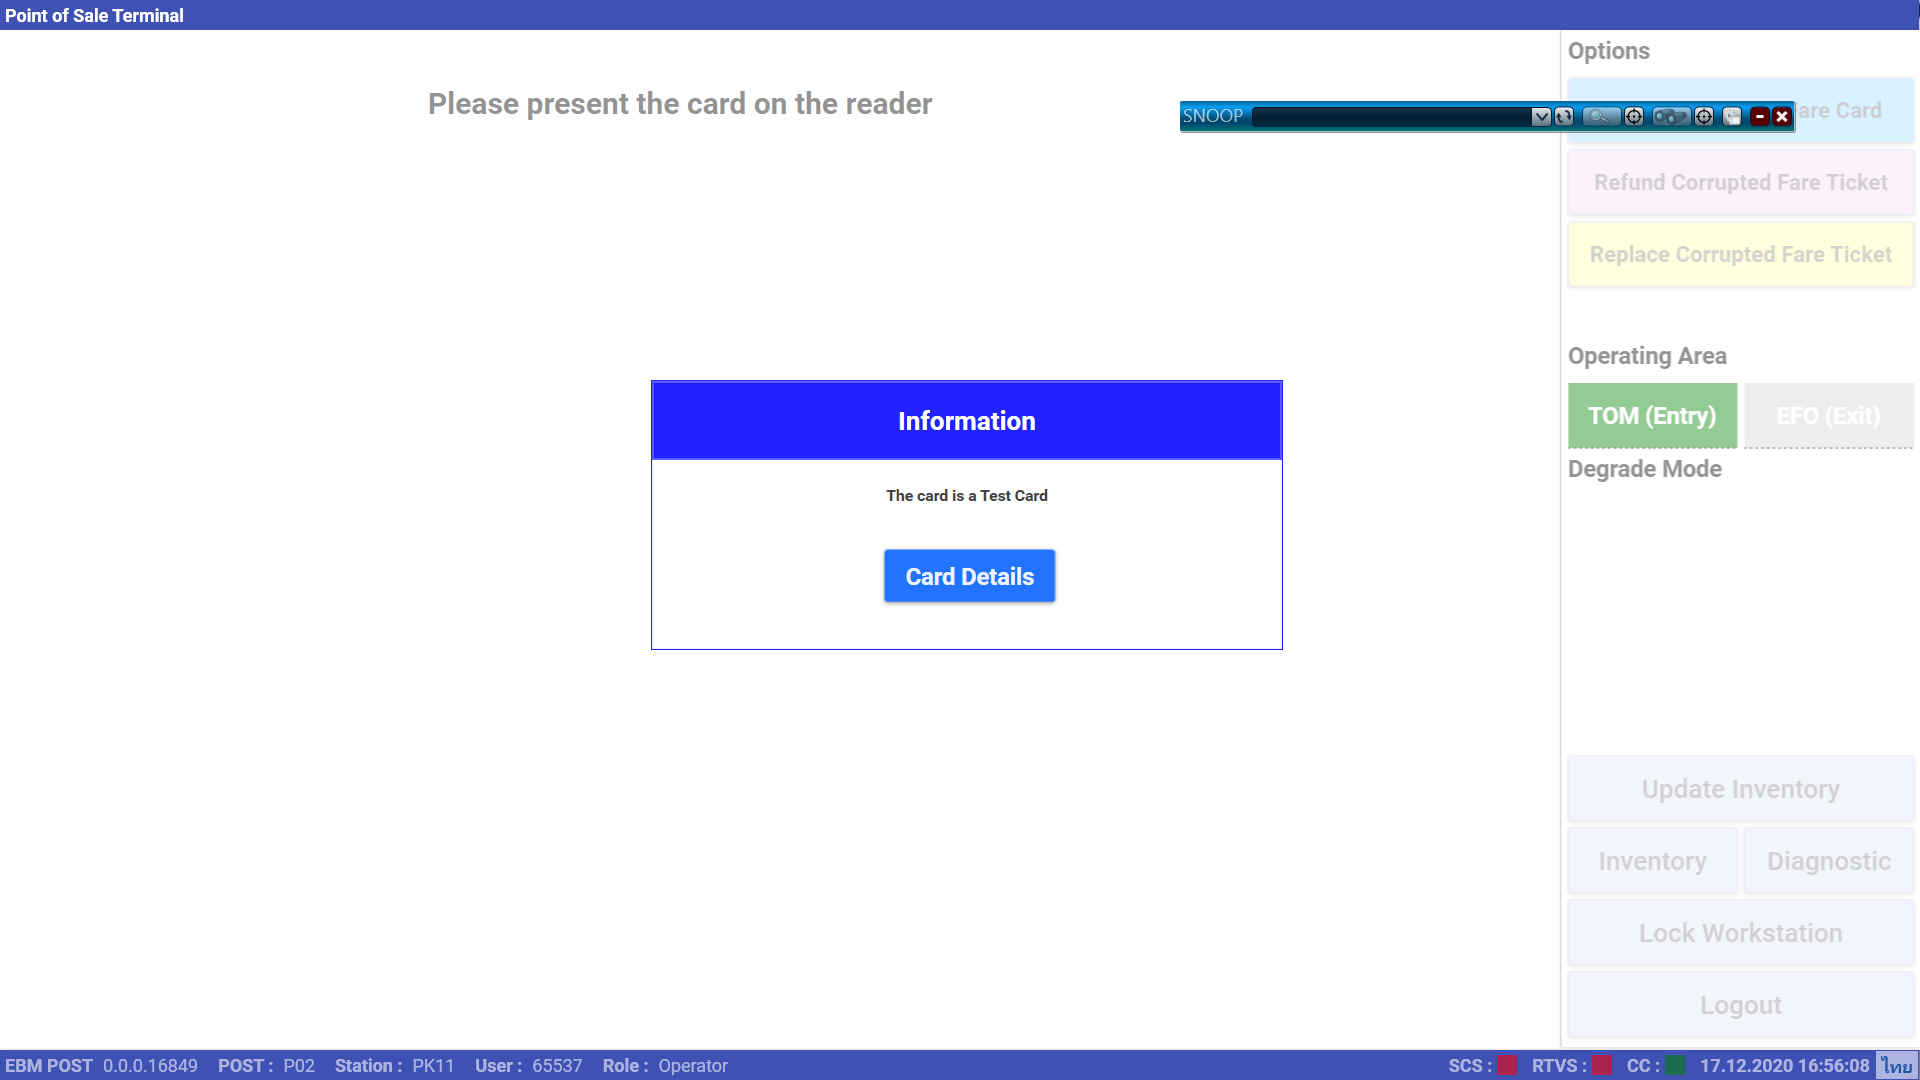 Point of Sale Terminal
Please present the card on the reader
SNOOP
Options
are Card
Refund Corrupted Fare Ticket
Replace Corrupted Fare Ticket
Operating Area
TOM (Entry) EFO (Exit)
Degrade Mode
Information
The card is a Test Card
Card Details
Update Inventory
Inventory Diagnostic
Lock Workstation
Logout
EBM POST 0.0.0.16849 POST : P02 Station : PK11 User : 65537 Role : Operator SCS : RTVS : CC : 17.12.2020 16:56:08 ไทย